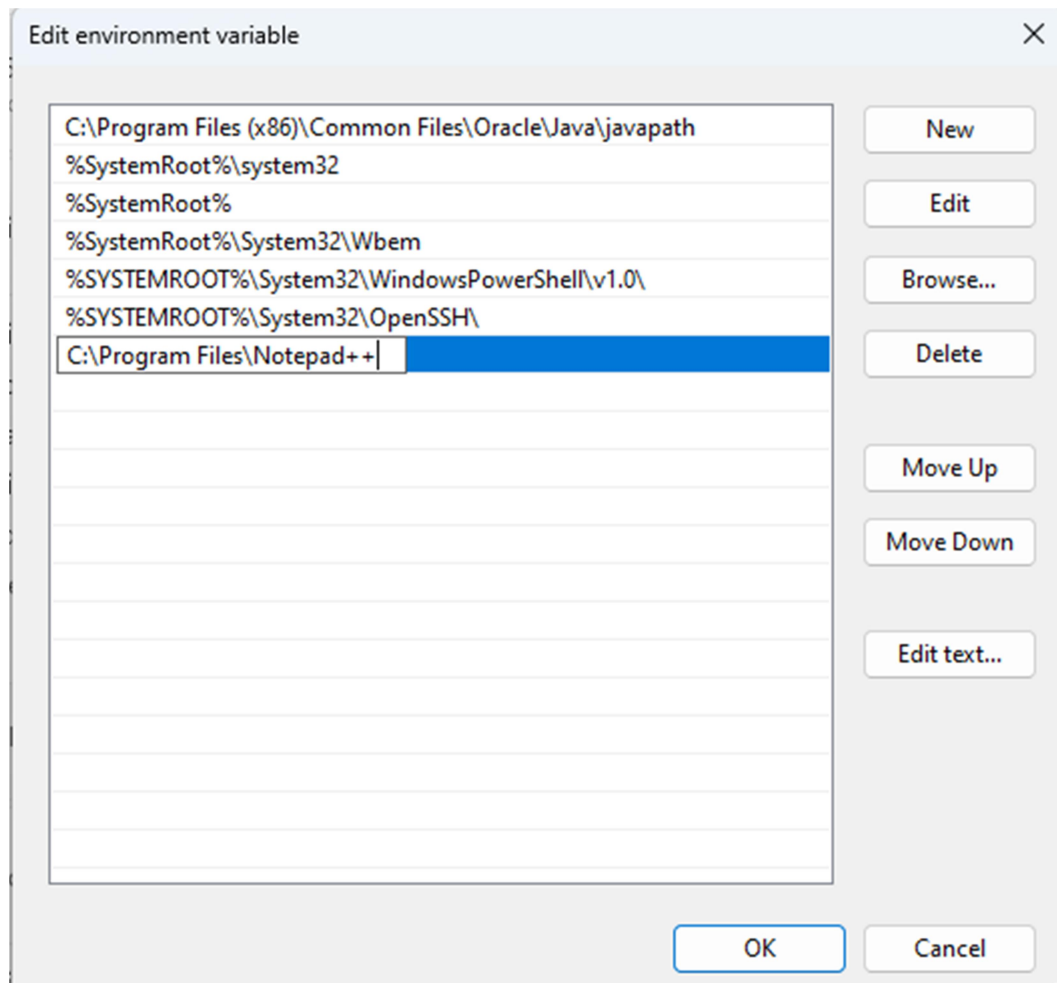 Edit environment variable
C:\Program Files (x86)\Common Files\Oracle\Java\javapath
%SystemRoot%\system32
%SystemRoot%
%SystemRoot%\System32\Wbem
%SYSTEMROOT%\System32\WindowsPowerShell\v1.0\
%SYSTEMROOT%\System32\OpenSSH\
C:\Program Files\Notepad++
New
Edit
Browse...
Delete
Move Up
Move Down
Edit text...
OK
Cancel